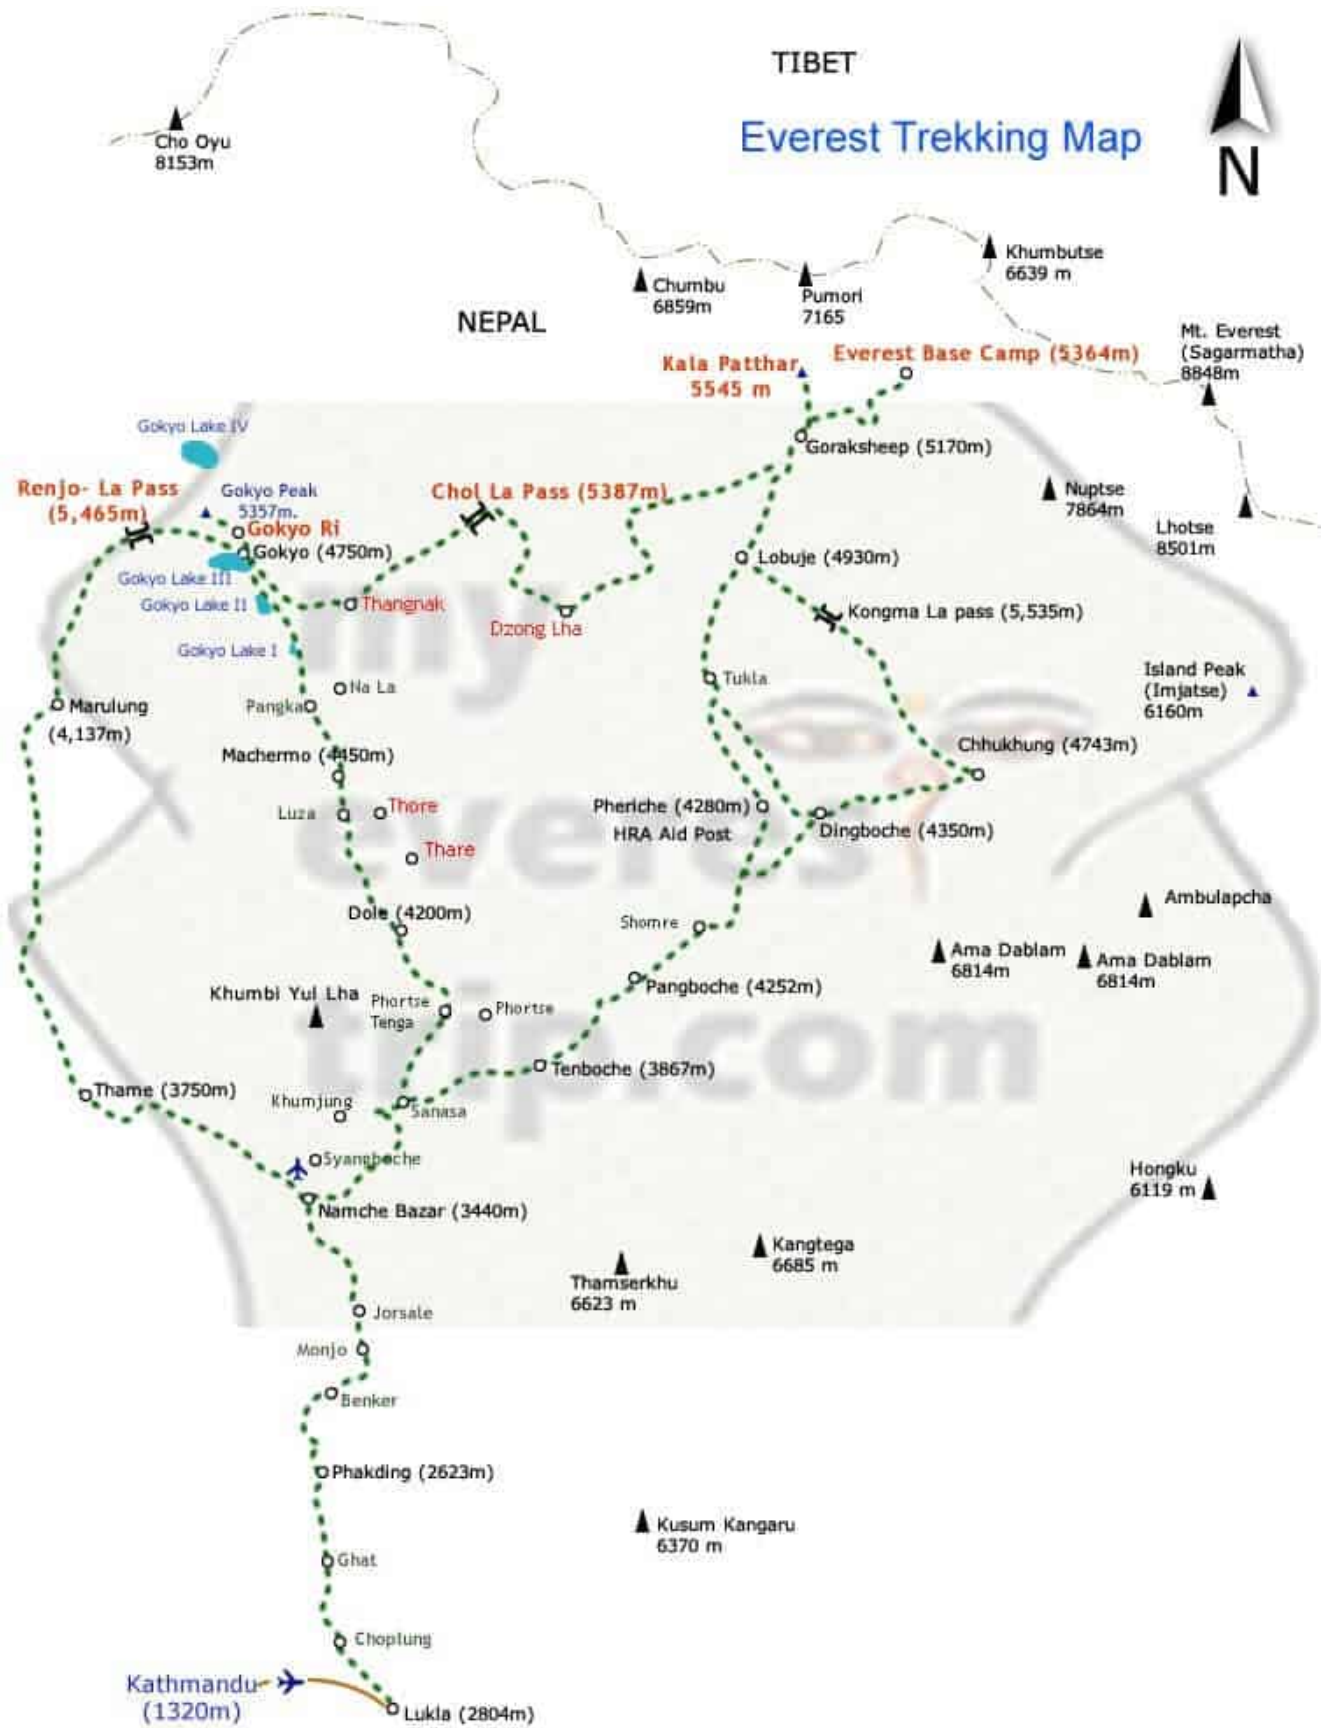 TIBET
Everest Trekking Map
N
Cho Oyu
8153m
Khumbutse
6639 m
Chumbu
6859m
Pumori
7165
NEPAL
Mt. Everest
(Sagarmatha)
8848m
Kala Patthar
5545 m
Everest Base Camp (5364m)
Gokyo Lake IV
Goraksheep (5170m)
Renjo- La Pass
(5,465m)
Gokyo Peak
5357m.
Chol La Pass (5387m)
Nuptse
7864m
Lhotse
8501m
Gokyo Ri
Gokyo (4750m)
Lobuje (4930m)
Gokyo Lake III
Gokyo Lake II
Thangnak
Dzong Lha
Kongma La pass (5,535m)
Gokyo Lake I
my
Na La
Tukla
Island Peak
(Imjatse)
6160m
Marulung
(4,137m)
Pangka
Machermo (4450m)
Chhukhung (4743m)
Luza
Thore
Pheriche (4280m)
HRA Aid Post
Dingboche (4350m)
everest
Thare
Dole (4200m)
Shomre
Ambulapcha
Ama Dablam
6814m
Ama Dablam
6814m
Khumbi Yul Lha
Phortse
Tenga
Phortse
Pangboche (4252m)
trip.com
Thame (3750m)
Tenboche (3867m)
Khumjung
Sanasa
Syangboche
Namche Bazar (3440m)
Hongku
6119 m
Kangtega
6685 m
Thamserkhu
6623 m
Jorsale
Monjo
Benker
Phakding (2623m)
Kusum Kangaru
6370 m
Ghat
Choplung
Kathmandu
(1320m)
Lukla (2804m)